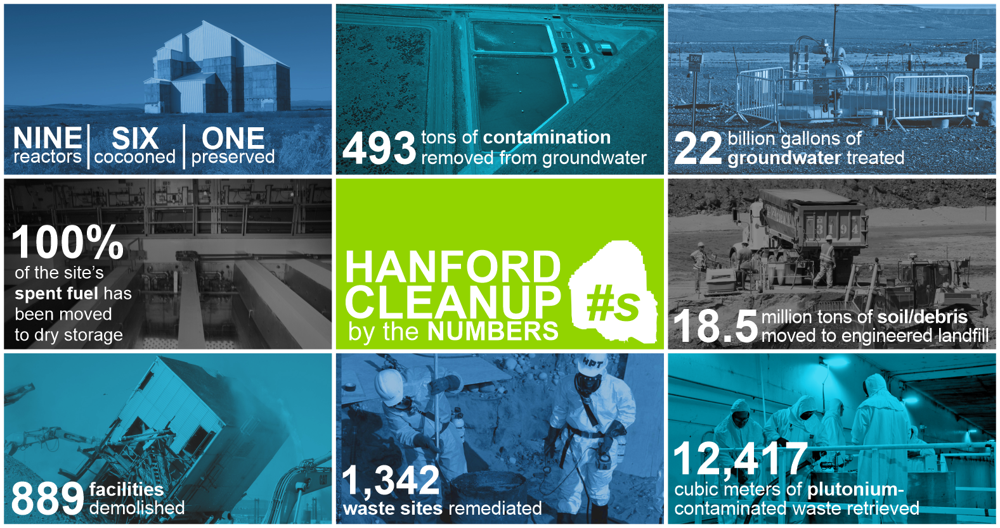 NINE
reactors
SIX
cocooned
ONE
preserved
493
tons of contamination
removed from groundwater
B-204
22
billion gallons of
groundwater treated
100%
of the site's
spent fuel has
been moved
to dry storage
HANFORD
CLEANUP
by the NUMBERS
#s
3194
18.5
million tons of soil/debris
moved to engineered landfill
889
facilities
demolished
HPT
1,342
waste sites remediated
12,417
cubic meters of plutonium-
contaminated waste retrieved